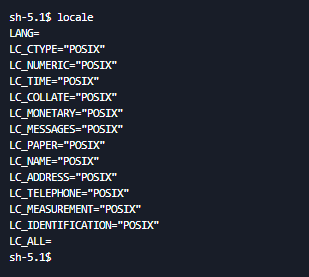 sh-5.1$ locale
LANG=
LC_CTYPE="POSIX"
LC_NUMERIC="POSIX"
LC_TIME="POSIX"
LC_COLLATE="POSIX"
LC_MONETARY="POSIX"
LC_MESSAGES="POSIX"
LC_PAPER="POSIX"
LC_NAME="POSIX"
LC_ADDRESS="POSIX"
LC_TELEPHONE="POSIX"
LC_MEASUREMENT="POSIX"
LC_IDENTIFICATION="POSIX"
LC_ALL=
sh-5.1$